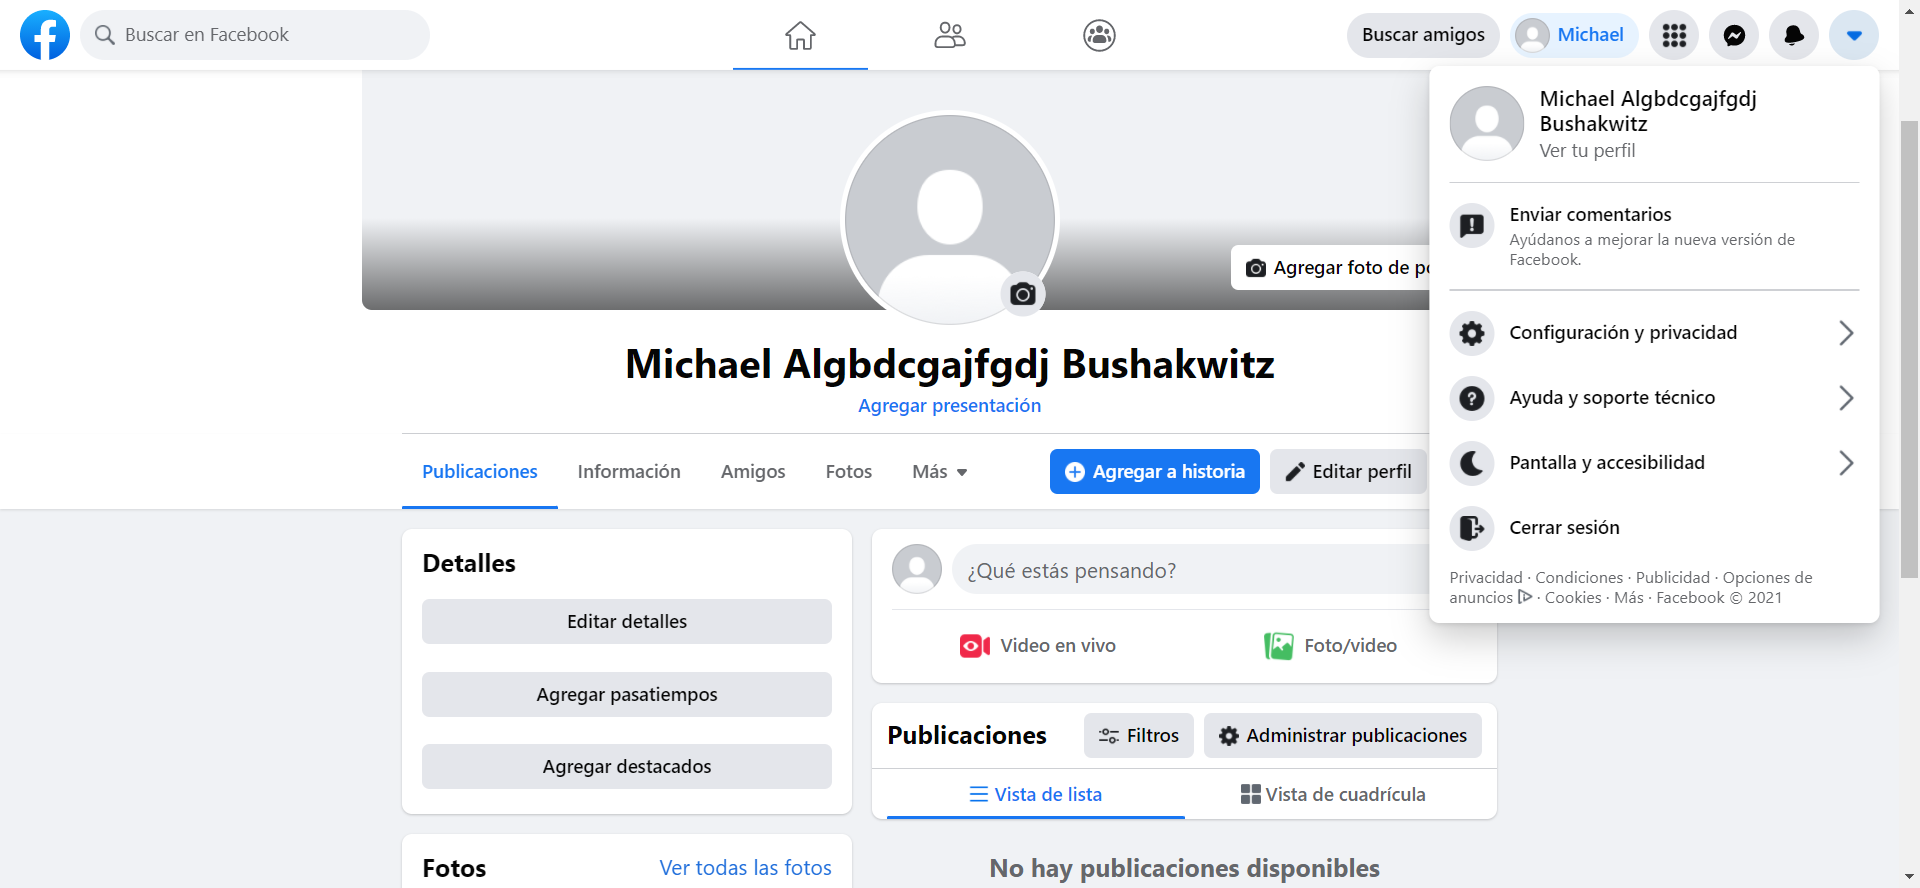 Buscar en Facebook
Buscar amigos
Michael
Michael Algbdcgajfgdj
Bushakwitz
Ver tu perfil
Enviar comentarios
Ayúdanos a mejorar la nueva versión de
Facebook.
Configuración y privacidad
Ayuda y soporte técnico
Pantalla y accesibilidad
Cerrar sesión
Privacidad · Condiciones · Publicidad · Opciones de
anuncios · Cookies · Más · Facebook © 2021
Agregar foto de
Michael Algbdcgajfgdj Bushakwitz
Agregar presentación
Publicaciones
Información
Amigos
Fotos
Más
Agregar a historia
Editar perfil
Detalles
Editar detalles
Agregar pasatiempos
Agregar destacados
Fotos
Ver todas las fotos
¿Qué estás pensando?
Video en vivo
Foto/video
Publicaciones
Filtros
Administrar publicaciones
Vista de lista
Vista de cuadrícula
No hay publicaciones disponibles